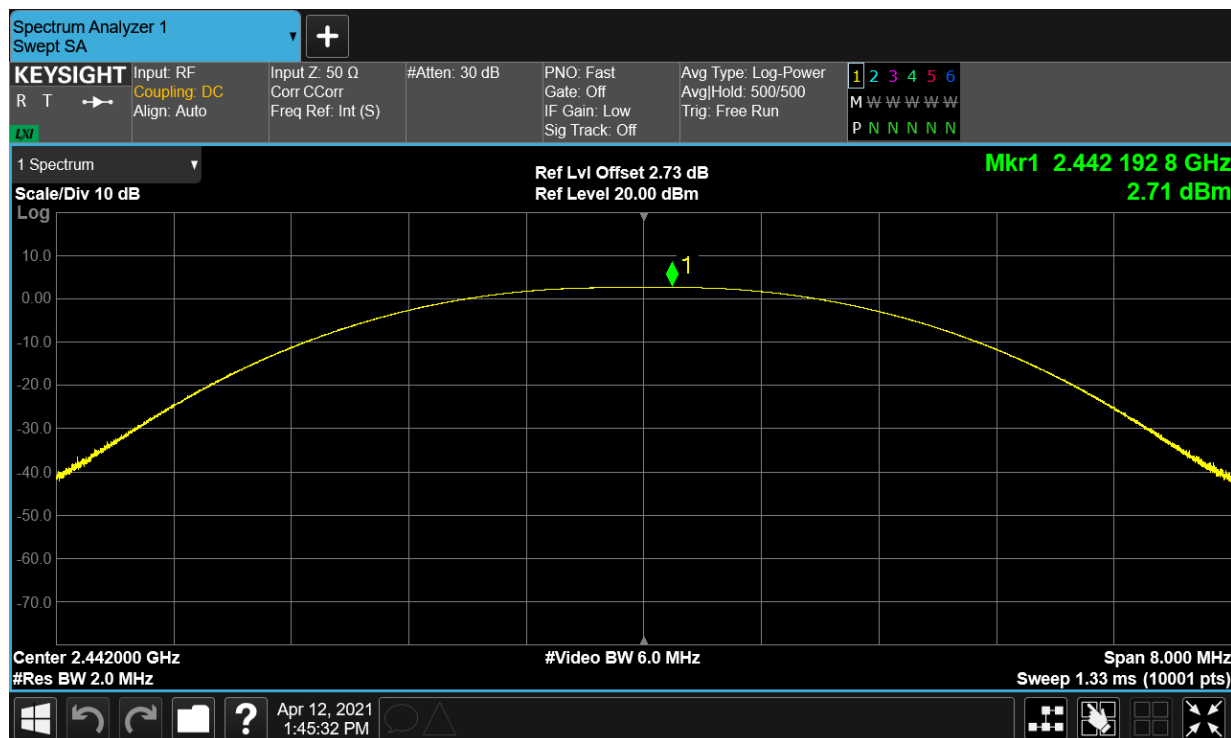 Spectrum Analyzer 1
Swept SA
+
KEYSIGHT
R T
LXI
Input: RF
Coupling: DC
Align: Auto
Input Z: 50 Ω
Corr CCorr
Freq Ref: Int (S)
#Atten: 30 dB
PNO: Fast
Gate: Off
IF Gain: Low
Sig Track: Off
Avg Type: Log-Power
Avg|Hold: 500/500
Trig: Free Run
1 2 3 4 5 6
M W W W W W
P N N N N N
1 Spectrum
Scale/Div 10 dB
Ref Lvl Offset 2.73 dB
Ref Level 20.00 dBm
Mkr1 2.442 192 8 GHz
2.71 dBm
Log
10.0
0.00
-10.0
-20.0
-30.0
-40.0
-50.0
-60.0
-70.0
1
Center 2.442000 GHz
#Res BW 2.0 MHz
#Video BW 6.0 MHz
Span 8.000 MHz
Sweep 1.33 ms (10001 pts)
?
Apr 12, 2021
1:45:32 PM